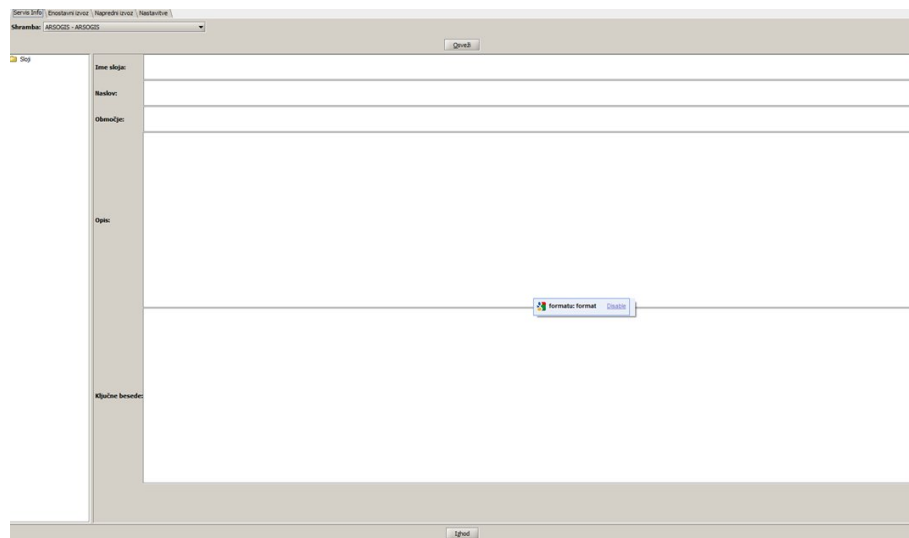 Servis Info Enostavni izvoz Napredni izvoz Nastavitve
Shramba: ARSOGIS - ARSOGIS
Osveži
Sloji
Ime sloja:
Naslov:
Območje:
Opis:
formatu: format Disable
Ključne besede:
Izhod